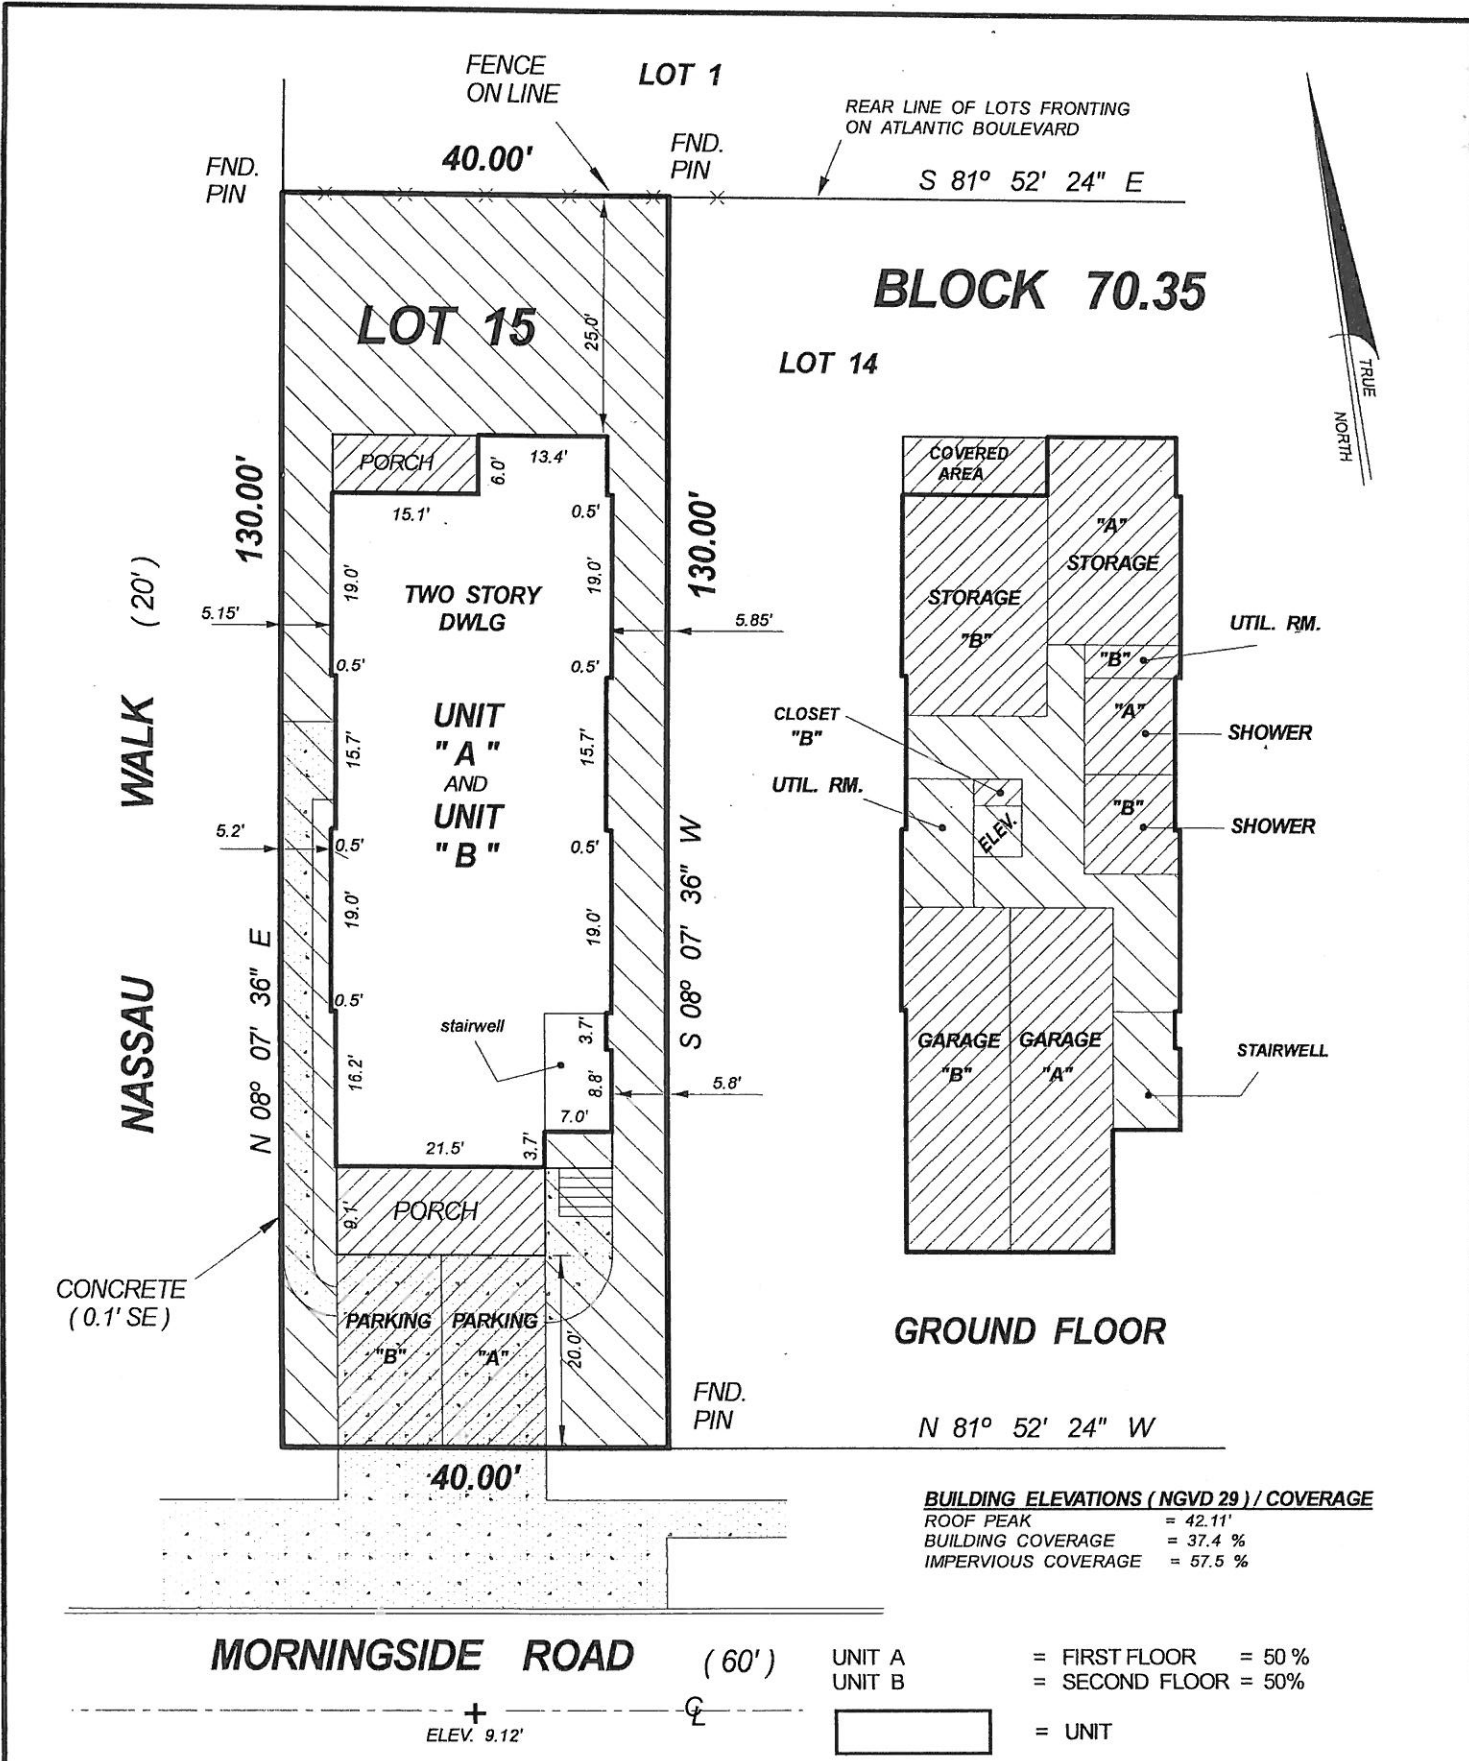 LOT 1
FENCE
ON LINE
REAR LINE OF LOTS FRONTING
ON ATLANTIC BOULEVARD
FND.
PIN
40.00'
FND.
PIN
S 81º 52' 24" E
BLOCK 70.35
LOT 15
25.0'
LOT 14
TRUE
NORTH
PORCH
6.0'
13.4'
15.1'
0.5'
130.00'
130.00'
19.0'
19.0'
TWO STORY
DWLG
5.15'
5.85'
0.5'
0.5'
UNIT
"A"
AND
UNIT
"B"
15.7'
15.7'
5.2'
0.5'
0.5'
19.0'
19.0'
0.5'
NASSAU WALK (20')
N 08º 07' 36" E
S 08º 07' 36" W
stairwell
3.7'
16.2'
8.8'
5.8'
7.0'
21.5'
3.7'
PORCH
9.1'
CONCRETE
(0.1' SE)
PARKING
"B"
PARKING
"A"
20.0'
FND.
PIN
40.00'
COVERED
AREA
"A"
STORAGE
STORAGE
"B"
UTIL. RM.
"B"
"A"
SHOWER
CLOSET
"B"
UTIL. RM.
ELEV.
"B"
SHOWER
GARAGE
"B"
GARAGE
"A"
STAIRWELL
GROUND FLOOR
N 81º 52' 24" W
BUILDING ELEVATIONS (NGVD 29) / COVERAGE
ROOF PEAK = 42.11'
BUILDING COVERAGE = 37.4 %
IMPERVIOUS COVERAGE = 57.5 %
MORNINGSIDE ROAD (60')
ELEV. 9.12'
CL
UNIT A = FIRST FLOOR = 50 %
UNIT B = SECOND FLOOR = 50%
= UNIT